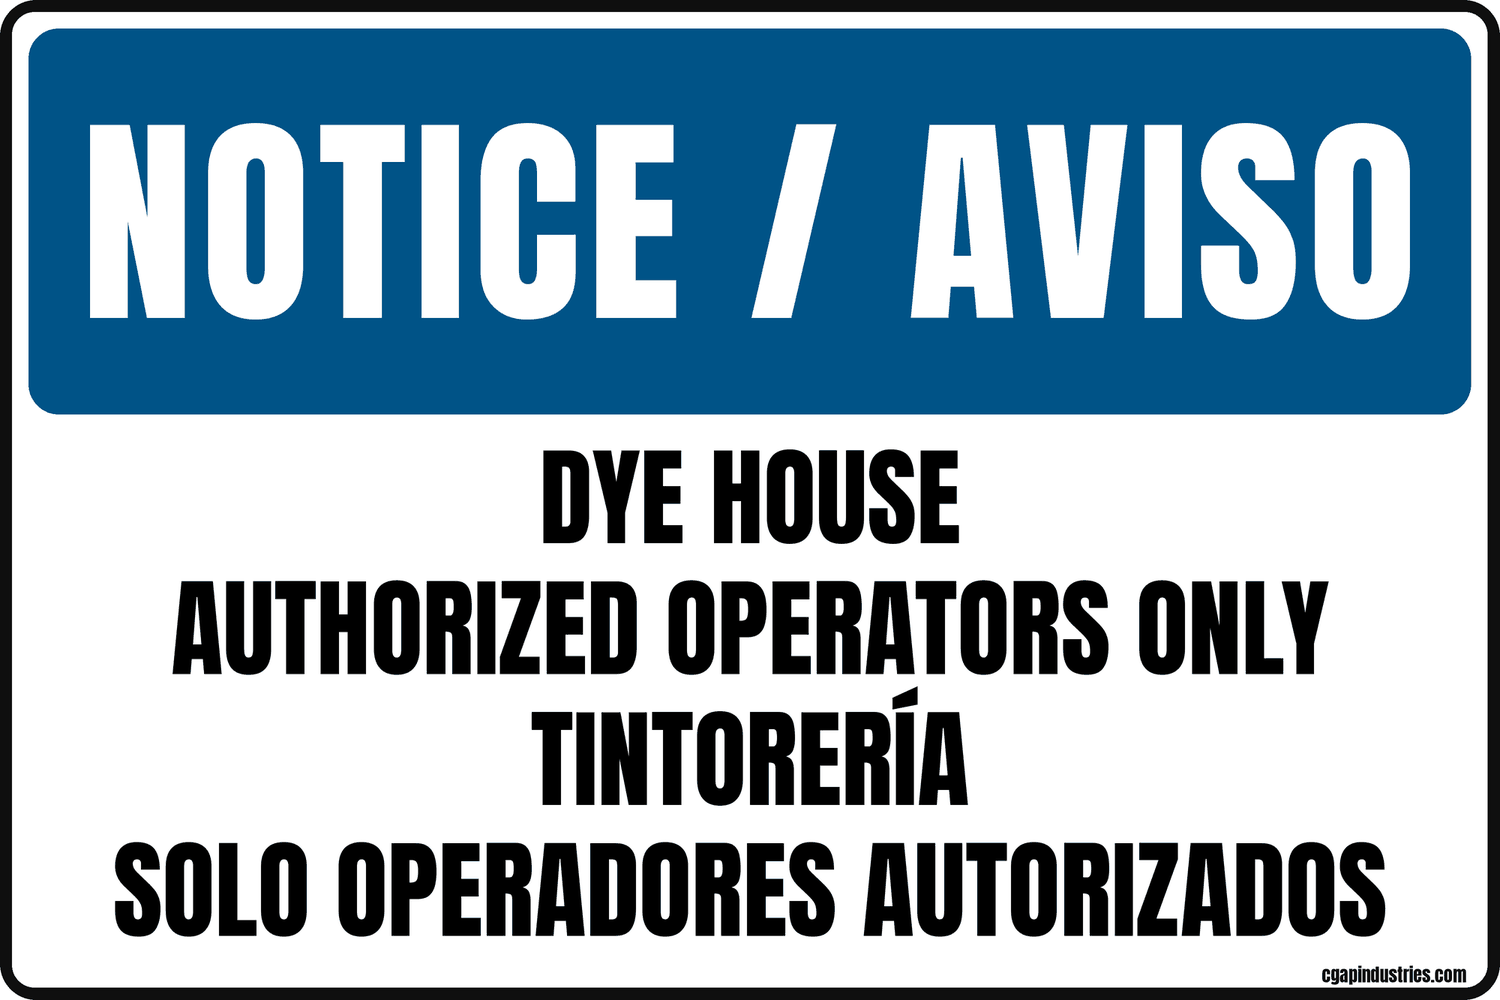 NOTICE / AVISO
DYE HOUSE
AUTHORIZED OPERATORS ONLY
TINTORERÍA
SOLO OPERADORES AUTORIZADOS
cgapindustries.com